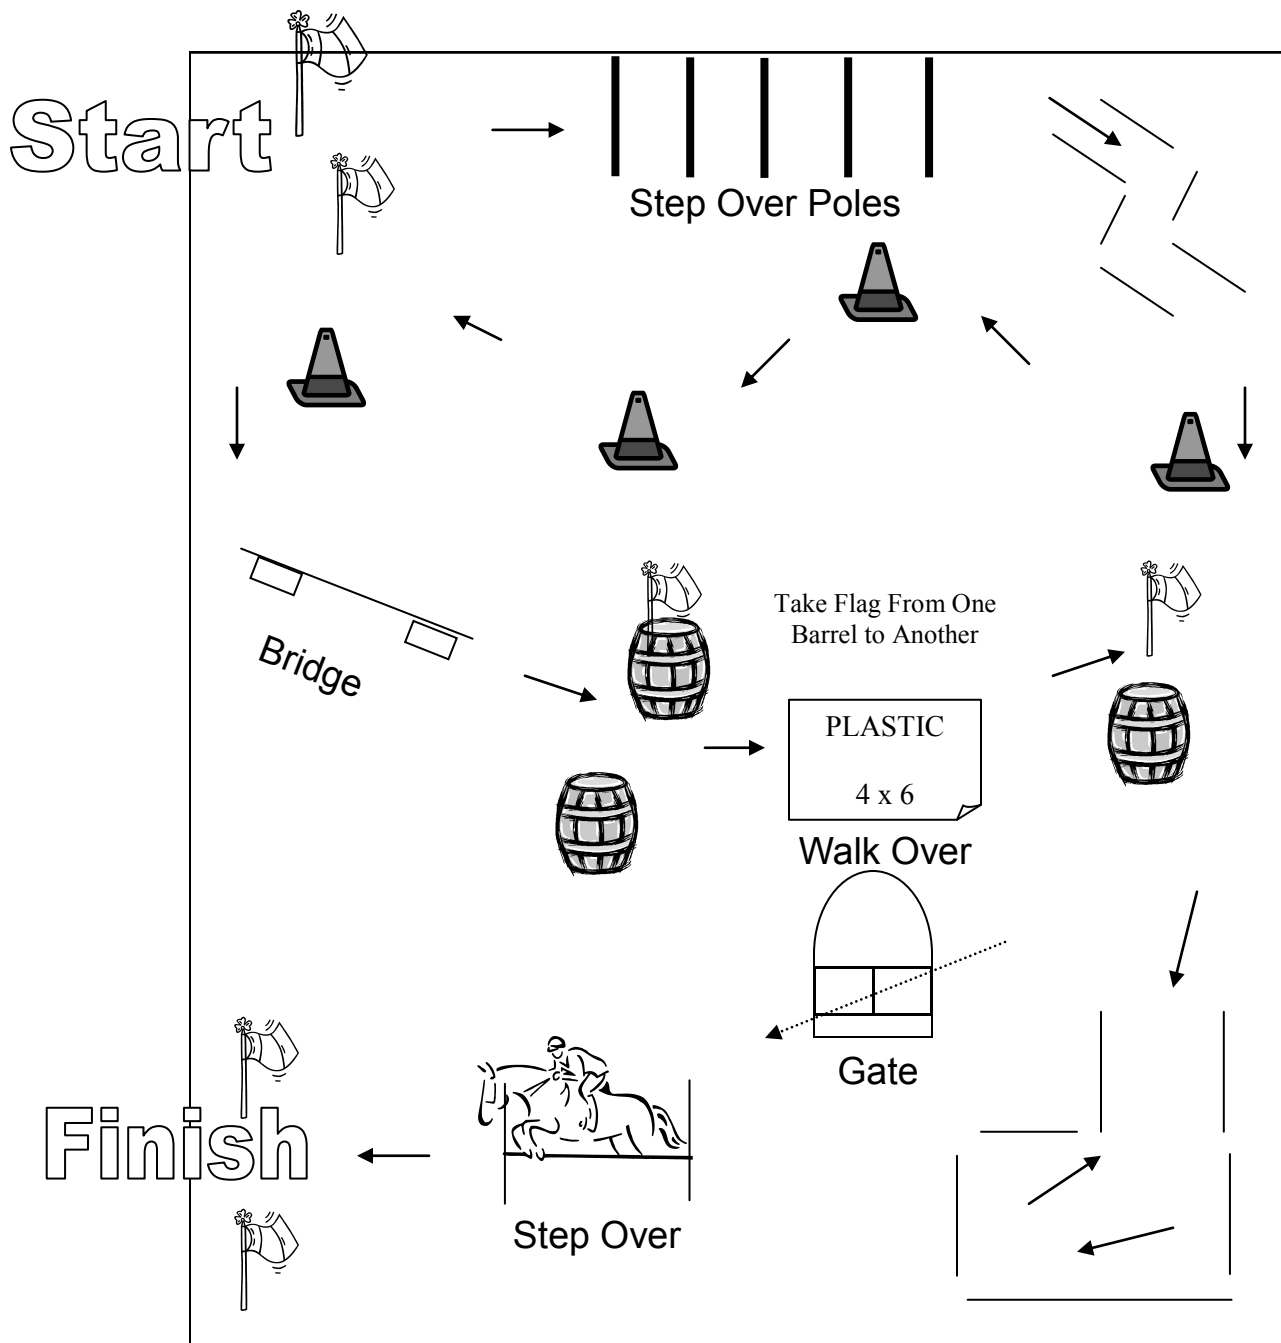 Start
Step Over Poles
Take Flag From One
Barrel to Another
Bridge
PLASTIC
4 x 6
Walk Over
Gate
Finish
Step Over